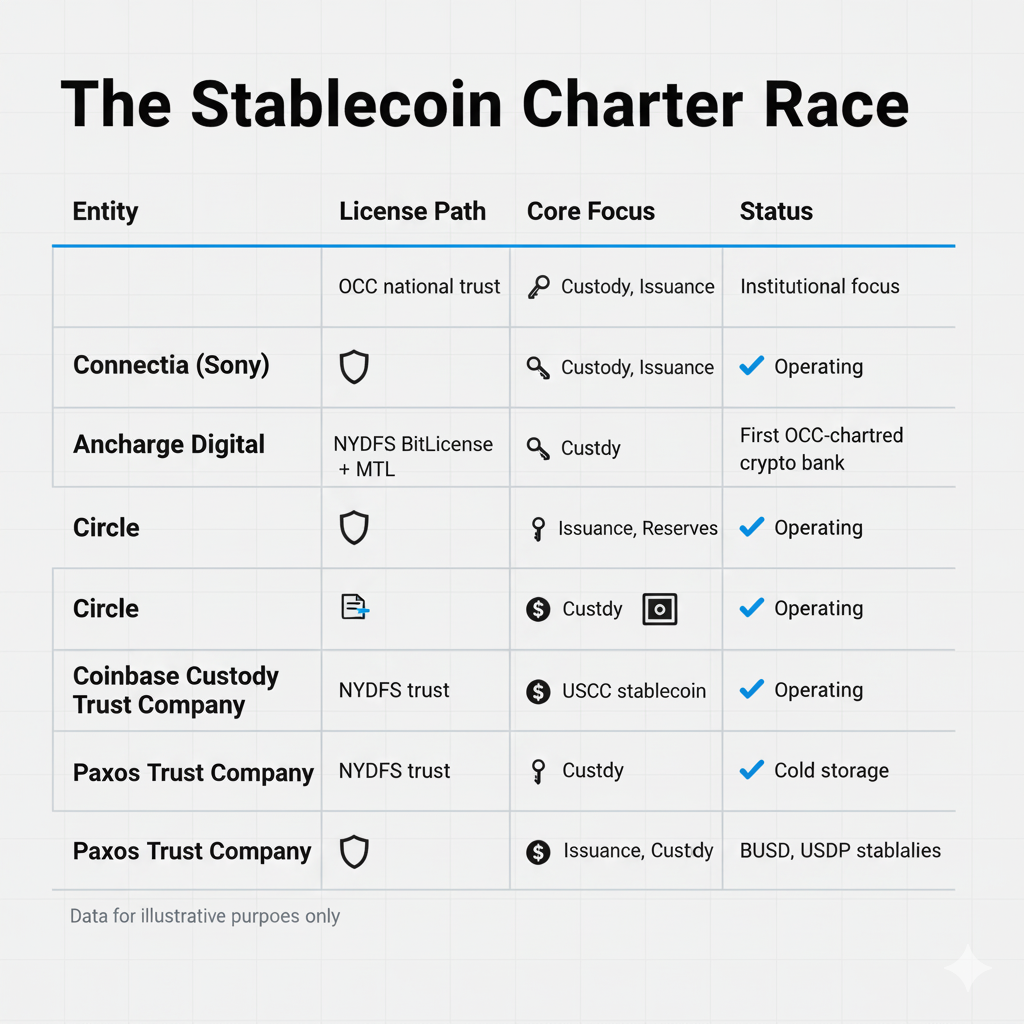 The Stablecoin Charter Race
Entity License Path Core Focus Status
OCC national trust Custody, Issuance Institutional focus
Connectia (Sony) Custody, Issuance Operating
Ancharge Digital NYDFS BitLicense + MTL Custdy First OCC-chartred crypto bank
Circle Issuance, Reserves Operating
Circle Custdy Operating
Coinbase Custody Trust Company NYDFS trust USCC stablecoin Operating
Paxos Trust Company NYDFS trust Custdy Cold storage
Paxos Trust Company Issuance, Custdy BUSD, USDP stablalies
Data for illustrative purpoes only